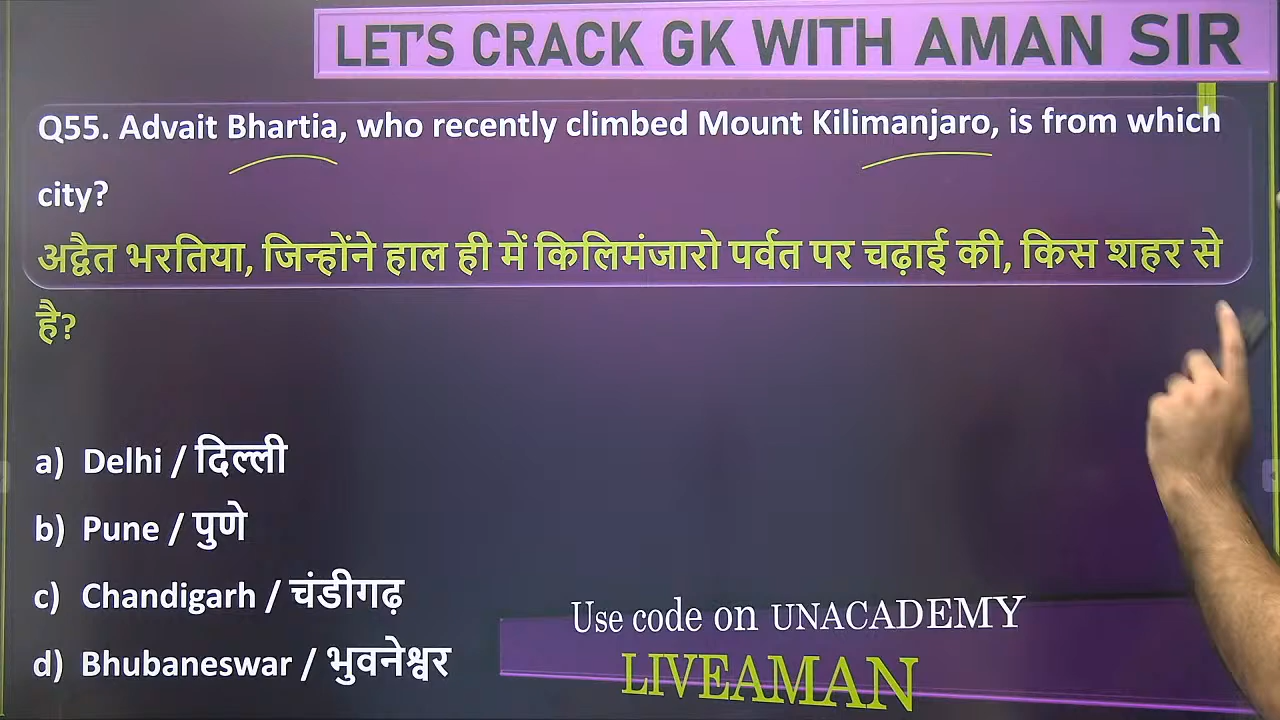 LET'S CRACK GK WITH AMAN SIR
Q55. Advait Bhartia, who recently climbed Mount Kilimanjaro, is from which
city?
अद्वैत भरतिया, जिन्होंने हाल ही में किलिमंजारो पर्वत पर चढ़ाई की, किस शहर से
है?
a) Delhi / दिल्ली
b) Pune / पुणे
c) Chandigarh / चंडीगढ़
d) Bhubaneswar / भुवनेश्वर
Use code on UNACADEMY
LIVEAMAN